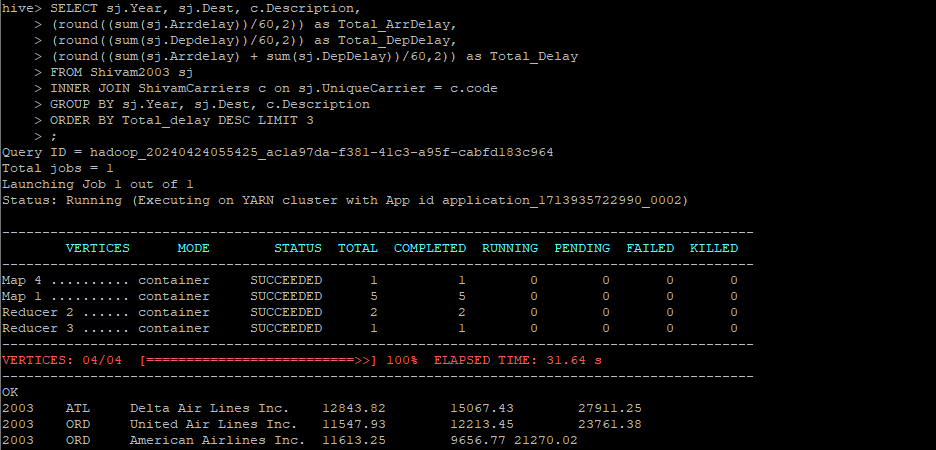 hive> SELECT sj.Year, sj.Dest, c.Description,
    > (round((sum(sj.Arrdelay))/60,2)) as Total_ArrDelay,
    > (round((sum(sj.Depdelay))/60,2)) as Total_DepDelay,
    > (round((sum(sj.Arrdelay) + sum(sj.DepDelay))/60,2)) as Total_Delay
    > FROM Shivam2003 sj
    > INNER JOIN ShivamCarriers c on sj.UniqueCarrier = c.code
    > GROUP BY sj.Year, sj.Dest, c.Description
    > ORDER BY Total_delay DESC LIMIT 3
    > ;
Query ID = hadoop_20240424055425_ac1a97da-f381-41c3-a95f-cabfd183c964
Total jobs = 1
Launching Job 1 out of 1
Status: Running (Executing on YARN cluster with App id application_1713935722990_0002)
----------------------------------------------------------------------------------------------
        VERTICES      MODE        STATUS  TOTAL  COMPLETED  RUNNING  PENDING  FAILED  KILLED
----------------------------------------------------------------------------------------------
Map 4 .......... container     SUCCEEDED      1          1        0        0       0       0
Map 1 .......... container     SUCCEEDED      5          5        0        0       0       0
Reducer 2 ...... container     SUCCEEDED      2          2        0        0       0       0
Reducer 3 ...... container     SUCCEEDED      1          1        0        0       0       0
----------------------------------------------------------------------------------------------
VERTICES: 04/04  [==========================>>] 100%  ELAPSED TIME: 31.64 s
----------------------------------------------------------------------------------------------
OK
2003    ATL     Delta Air Lines Inc.    12843.82        15067.43        27911.25
2003    ORD     United Air Lines Inc.   11547.93        12213.45        23761.38
2003    ORD     American Airlines Inc.  11613.25        9656.77 21270.02